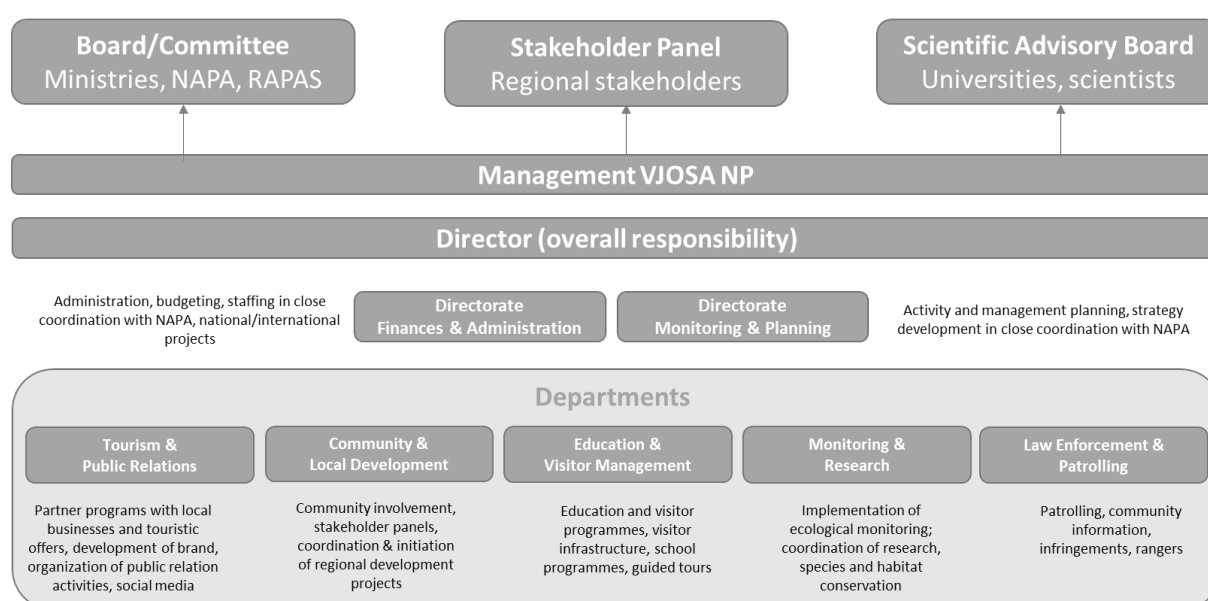 Board/Committee
Ministries, NAPA, RAPAS
Stakeholder Panel
Regional stakeholders
Scientific Advisory Board
Universities, scientists
Management VJOSA NP
Director (overall responsibility)
Administration, budgeting, staffing in close
coordination with NAPA, national/international
projects
Directorate
Finances & Administration
Directorate
Monitoring & Planning
Activity and management planning, strategy
development in close coordination with NAPA
Departments
Tourism &
Public Relations
Partner programs with local
businesses and touristic
offers, development of brand,
organization of public relation
activities, social media
Community &
Local Development
Community involvement,
stakeholder panels,
coordination & initiation
of regional development
projects
Education &
Visitor Management
Education and visitor
programmes, visitor
infrastructure, school
programmes, guided tours
Monitoring &
Research
Implementation of
ecological monitoring;
coordination of research,
species and habitat
conservation
Law Enforcement &
Patrolling
Patrolling, community
information,
infringements, rangers